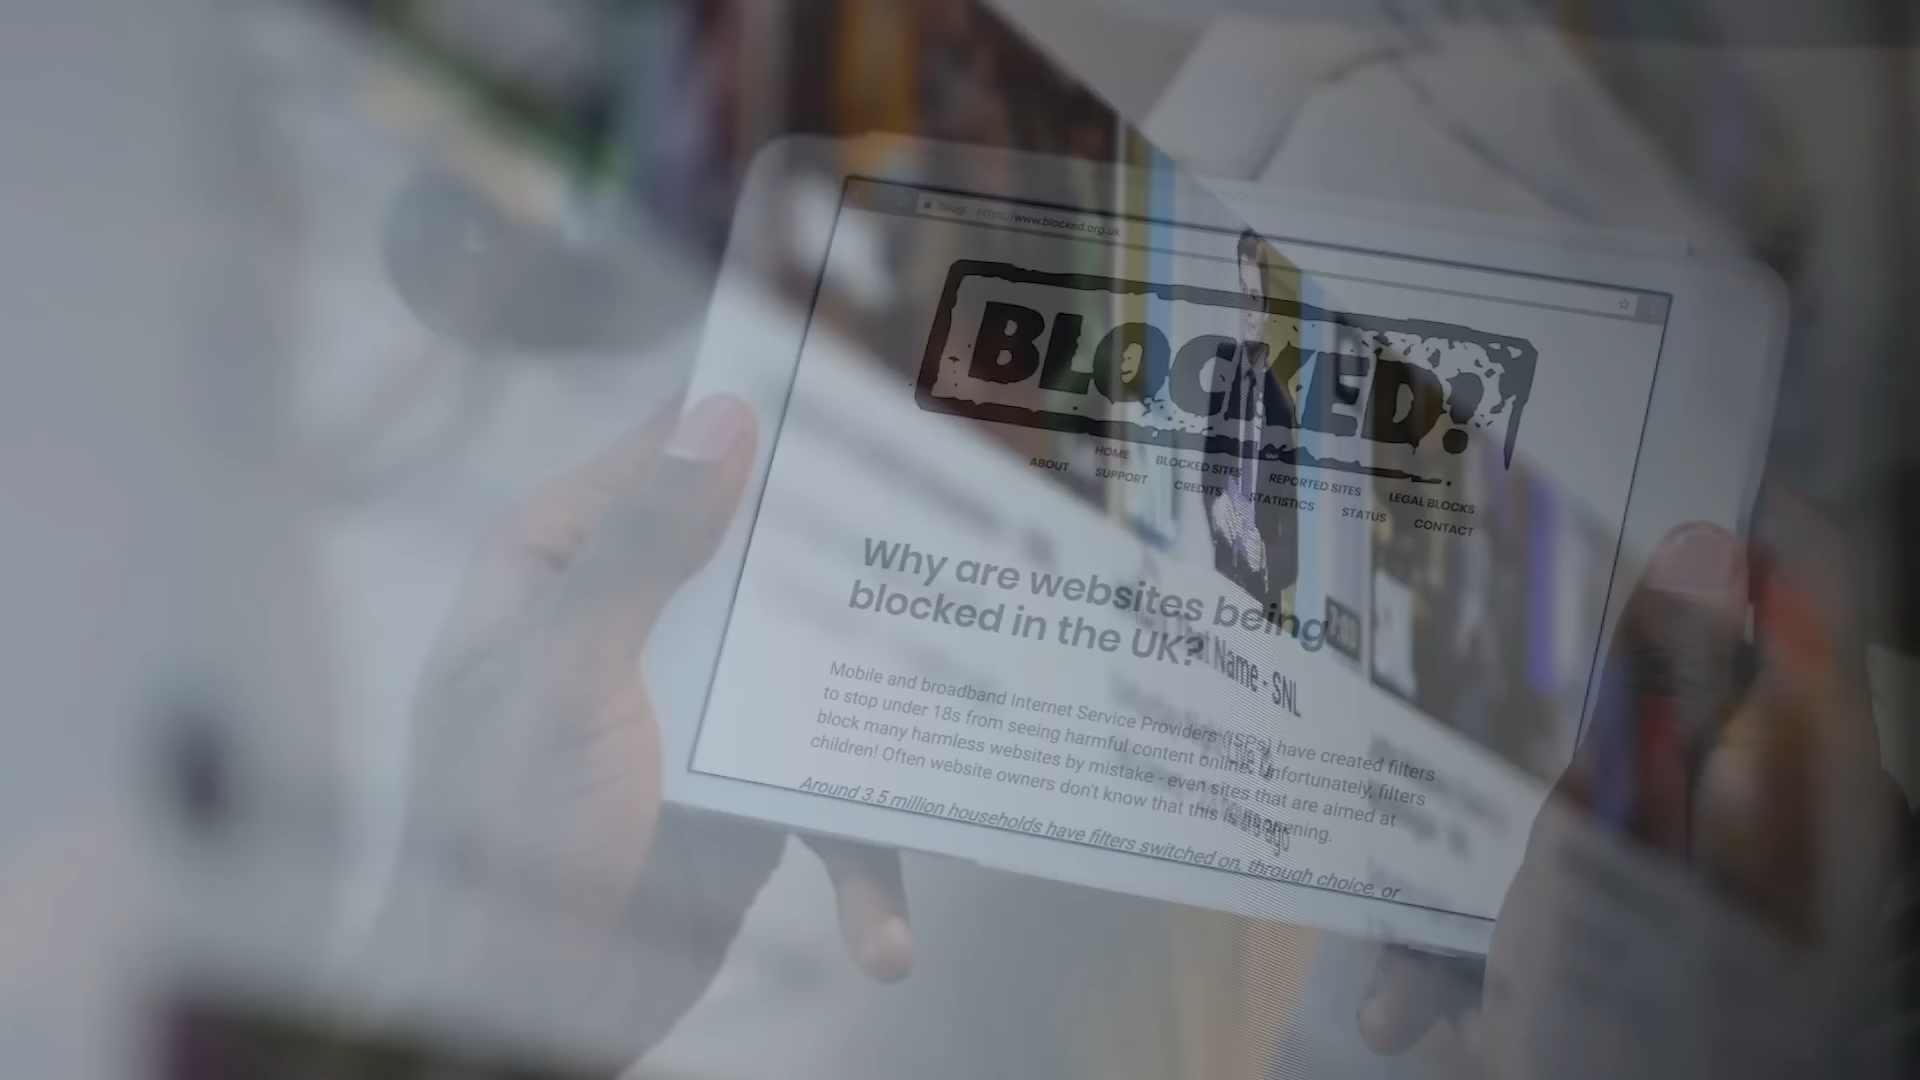 https://www.blocked.org.uk
BLOCKED!
HOME BLOCKED SITES REPORTED SITES LEGAL BLOCKS
ABOUT SUPPORT CREDITS STATISTICS STATUS CONTACT
Why are websites being
blocked in the UK?
Name - SNL
Mobile and broadband Internet Service Providers (ISPs) have created filters
to stop under 18s from seeing harmful content online. Unfortunately, filters
block many harmless websites by mistake - even sites that are aimed at
children! Often website owners don't know that this is happening.
ago
Around 3.5 million households have filters switched on, through choice, or